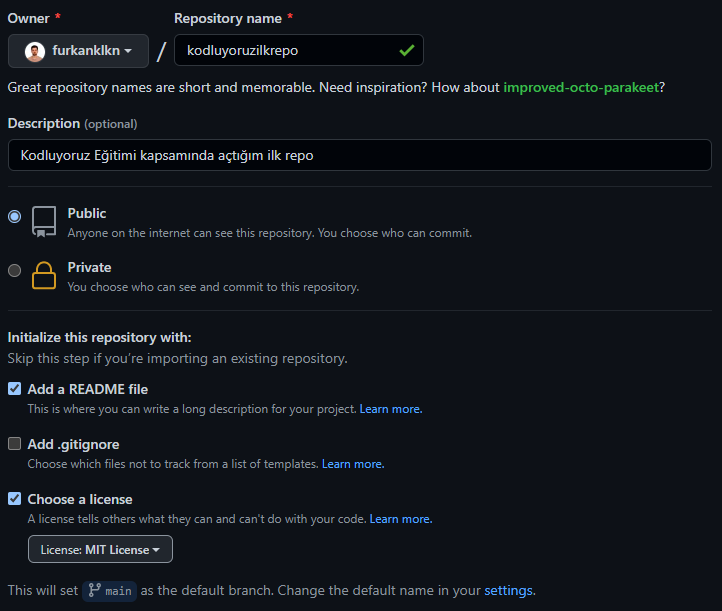 Owner * Repository name *
furkanklkn / kodluyoruzilkrepo
Great repository names are short and memorable. Need inspiration? How about improved-octo-parakeet?
Description (optional)
Kodluyoruz Eğitimi kapsamında açtığım ilk repo
Public
Anyone on the internet can see this repository. You choose who can commit.
Private
You choose who can see and commit to this repository.
Initialize this repository with:
Skip this step if you're importing an existing repository.
Add a README file
This is where you can write a long description for your project. Learn more.
Add .gitignore
Choose which files not to track from a list of templates. Learn more.
Choose a license
A license tells others what they can and can't do with your code. Learn more.
License: MIT License
This will set main as the default branch. Change the default name in your settings.